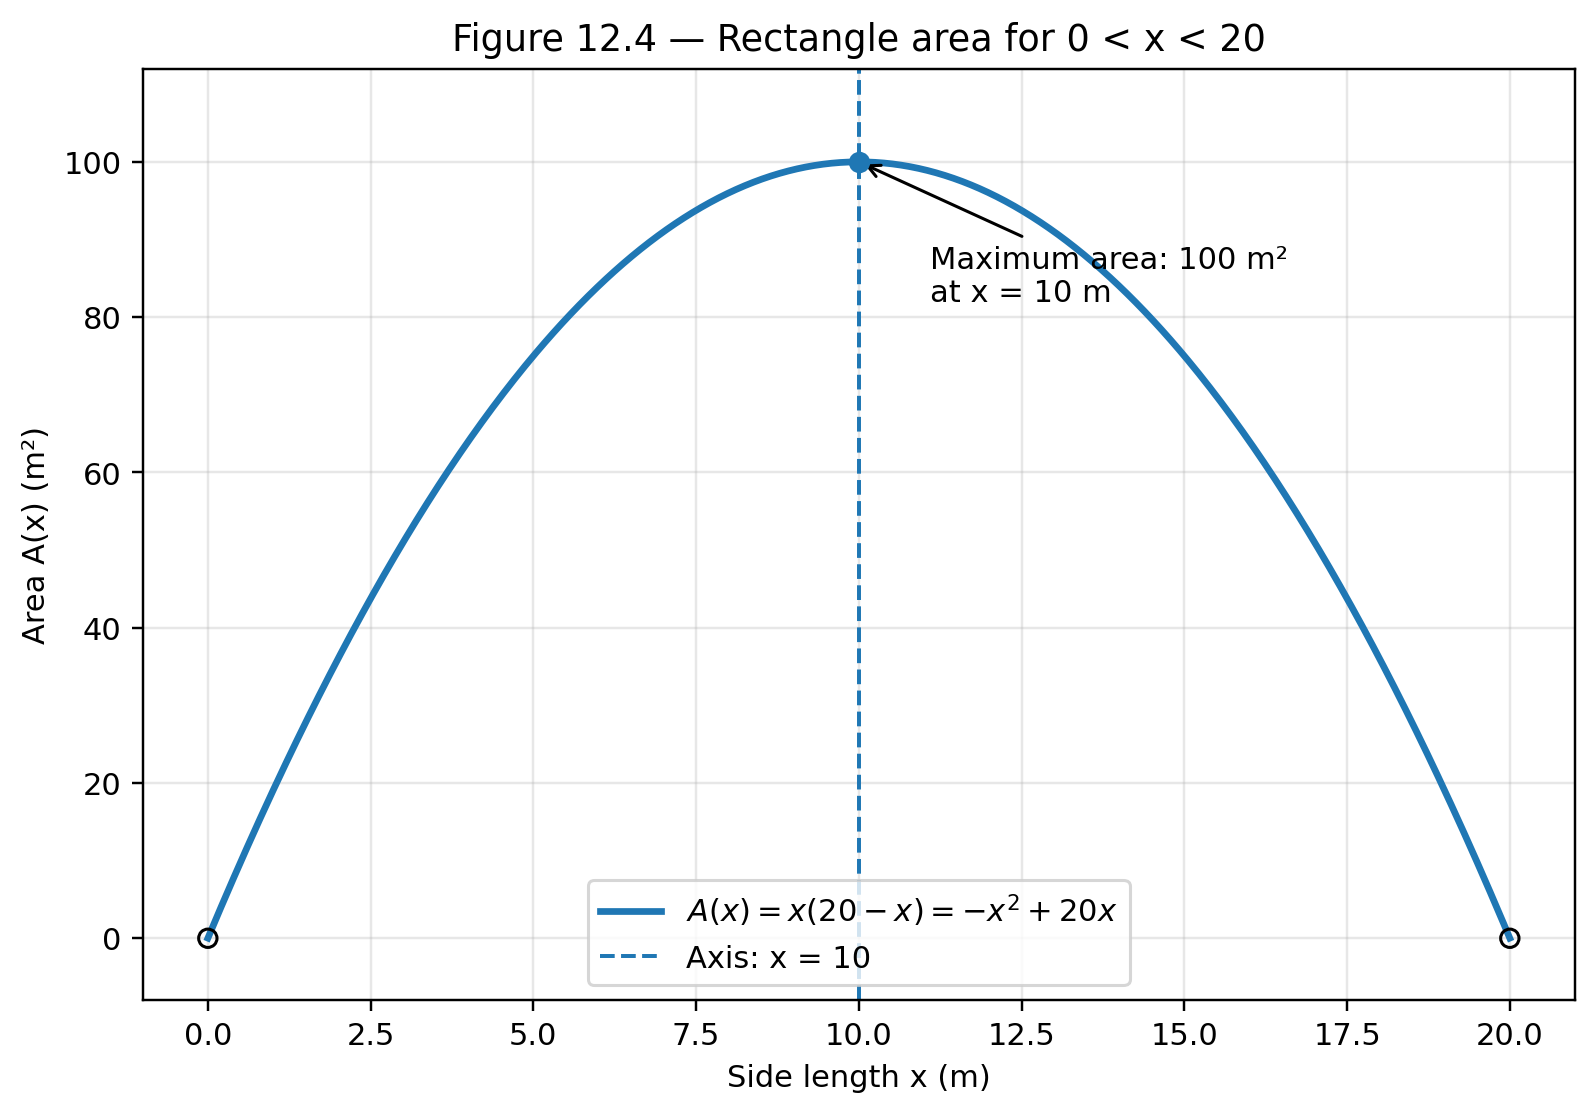 Figure 12.4 — Rectangle area for 0 < x < 20
Area A(x) (m²)
100
80
60
40
20
0
Maximum area: 100 m²
at x = 10 m
A(x) = x(20 − x) = −x² + 20x
Axis: x = 10
0.0 2.5 5.0 7.5 10.0 12.5 15.0 17.5 20.0
Side length x (m)